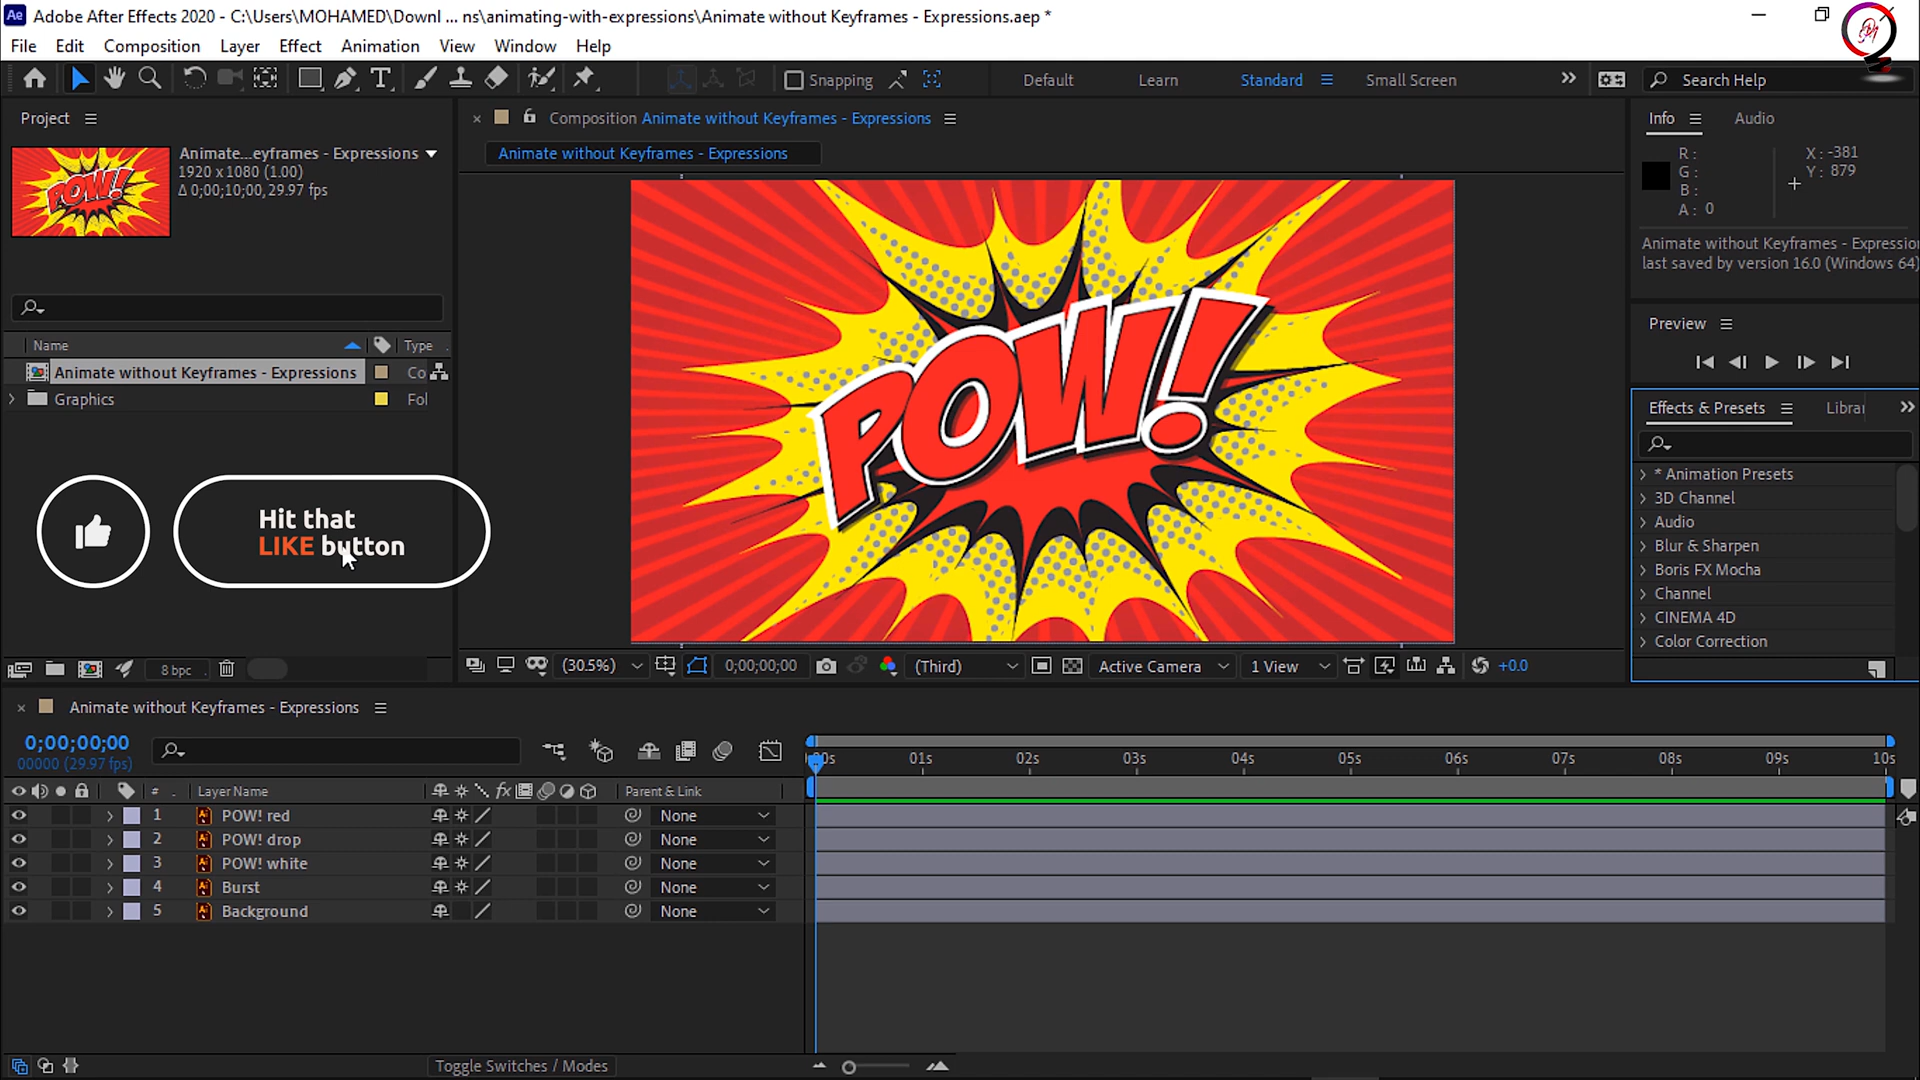 Adobe After Effects 2020 - C:\Users\MOHAMED\Downl ... ns\animating-with-expressions\Animate without Keyframes - Expressions.aep *
File Edit Composition Layer Effect Animation View Window Help
Snapping
Default Learn Standard Small Screen
Search Help
Project
Animate...eyframes - Expressions
1920 x 1080 (1.00)
Δ 0;00;10;00, 29.97 fps
Name Type
Animate without Keyframes - Expressions Co
Graphics Fol
Hit that
LIKE button
8 bpc
Composition Animate without Keyframes - Expressions
Animate without Keyframes - Expressions
POW!
POW!
(30.5%) 0;00;00;00 (Third) Active Camera 1 View +0.0
Info Audio
R :
G :
B :
A : 0
X : -381
Y : 879
Animate without Keyframes - Expression
last saved by version 16.0 (Windows 64)
Preview
Effects & Presets Librar
* Animation Presets
3D Channel
Audio
Blur & Sharpen
Boris FX Mocha
Channel
CINEMA 4D
Color Correction
Animate without Keyframes - Expressions
0;00;00;00
00000 (29.97 fps)
# Layer Name fx Parent & Link
00s 01s 02s 03s 04s 05s 06s 07s 08s 09s 10s
1 POW! red None
2 POW! drop None
3 POW! white None
4 Burst None
5 Background None
Toggle Switches / Modes